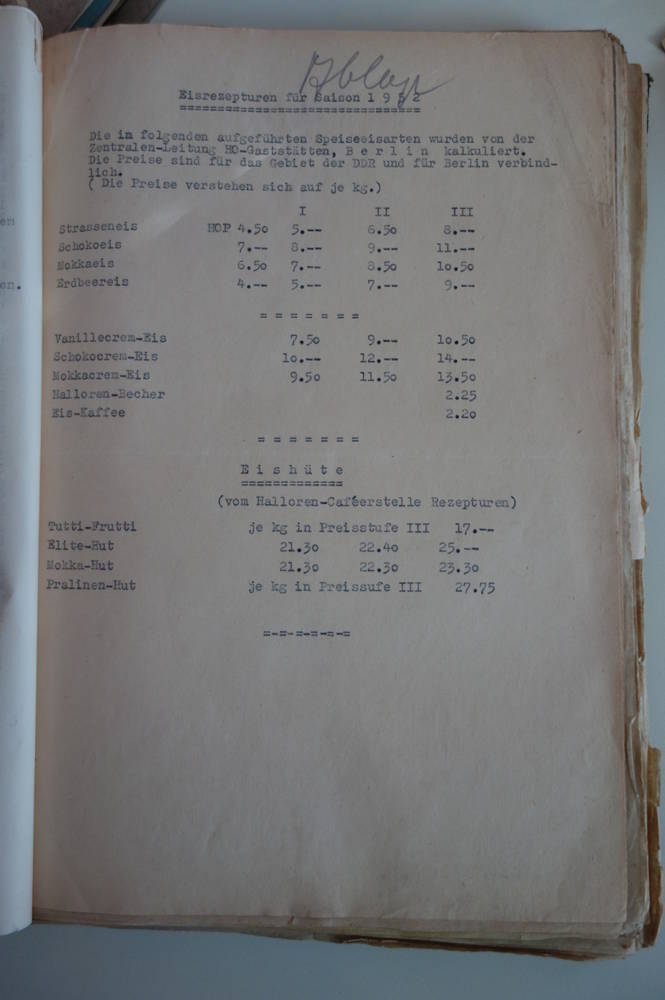 Ablage
Eisrezepturen für Saison 1 9 5 2
===============================
Die in folgenden aufgeführten Speiseeisarten wurden von der
Zentralen-Leitung HO-Gaststätten, B e r l i n kalkuliert.
Die Preise sind für das Gebiet der DDR und für Berlin verbind-
lich.
( Die Preise verstehen sich auf je kg.)
I II III
Strasseneis HOP 4.50 5.-- 6.50 8.--
Schokoeis 7.-- 8.-- 9.-- 11.--
Mokkaeis 6.50 7.-- 8.50 10.50
Erdbeereis 4.-- 5.-- 7.-- 9.--
= = = = = = =
Vanillecrem-Eis 7.50 9.-- 10.50
Schokocrem-Eis 10.-- 12.-- 14.--
Mokkacrem-Eis 9.50 11.50 13.50
Halloren-Becher 2.25
Eis-Kaffee 2.20
= = = = = = =
E i s h ü t e
=============
(vom Halloren-Caféerstelle Rezepturen)
Tutti-Frutti je kg in Preisstufe III 17.--
Elite-Hut 21.30 22.40 25.--
Mokka-Hut 21.30 22.30 23.30
Pralinen-Hut je kg in Preissufe III 27.75
=-=-=-=-=-=
en
en.